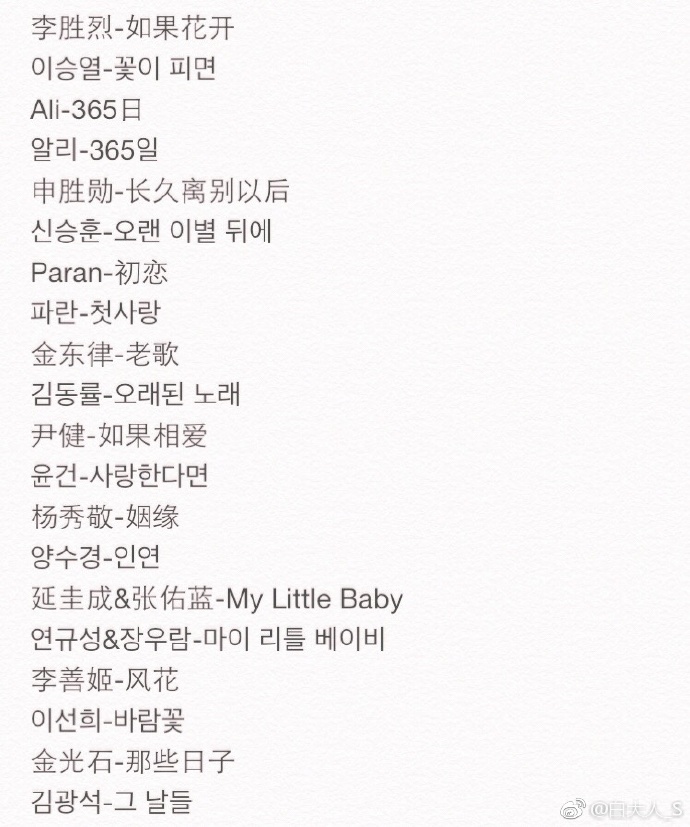 李胜烈-如果花开
이승열-꽃이 피면
Ali-365日
알리-365일
申胜勋-长久离别以后
신승훈-오랜 이별 뒤에
Paran-初恋
파란-첫사랑
金东律-老歌
김동률-오래된 노래
尹健-如果相爱
윤건-사랑한다면
杨秀敬-姻缘
양수경-인연
延圭成&张佑蓝-My Little Baby
연규성&장우람-마이 리틀 베이비
李善姬-风花
이선희-바람꽃
金光石-那些日子
김광석-그 날들
@曰夫人_S